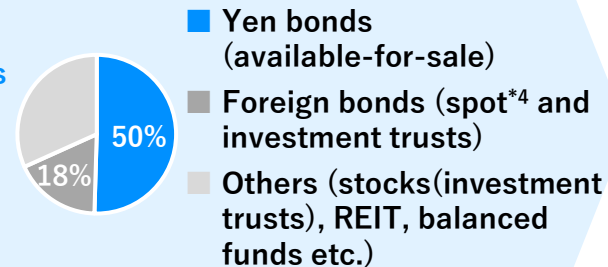 s
50%
18%
Yen bonds
(available-for-sale)
Foreign bonds (spot*4 and
investment trusts)
Others (stocks(investment
trusts), REIT, balanced
funds etc.)